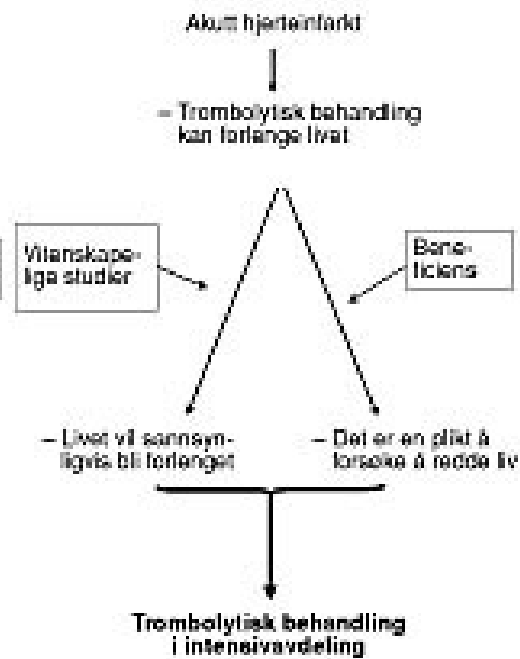 Akutt hjerteinfarkt
– Trombolytisk behandling
kan forlenge livet
Vitenskape-
lige studier
Bene-
ficiens
– Livet vil sannsyn-
ligvis bli forlenget
– Det er en plikt å
forsøke å redde liv
Trombolytisk behandling
i intensivavdeling